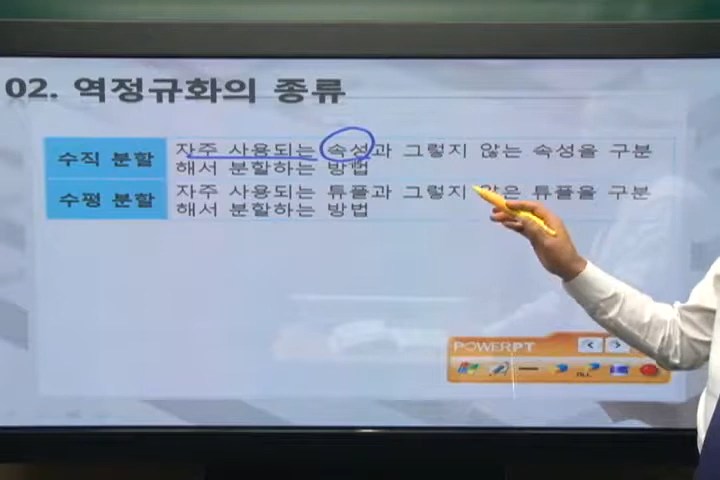 02. 역정규화의 종류
수직 분할
자주 사용되는 속성과 그렇지 않는 속성을 구분
해서 분할하는 방법
수평 분할
자주 사용되는 튜플과 그렇지 않은 튜플을 구분
해서 분할하는 방법
POWERPT
ALL